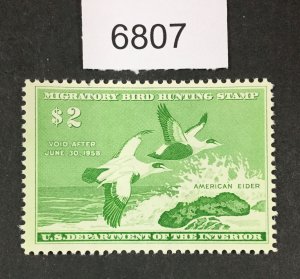 6807
MIGRATORY BIRD HUNTING STAMP
$2
VOID AFTER
JUNE 30, 1958
AMERICAN EIDER
U.S. DEPARTMENT OF THE INTERIOR